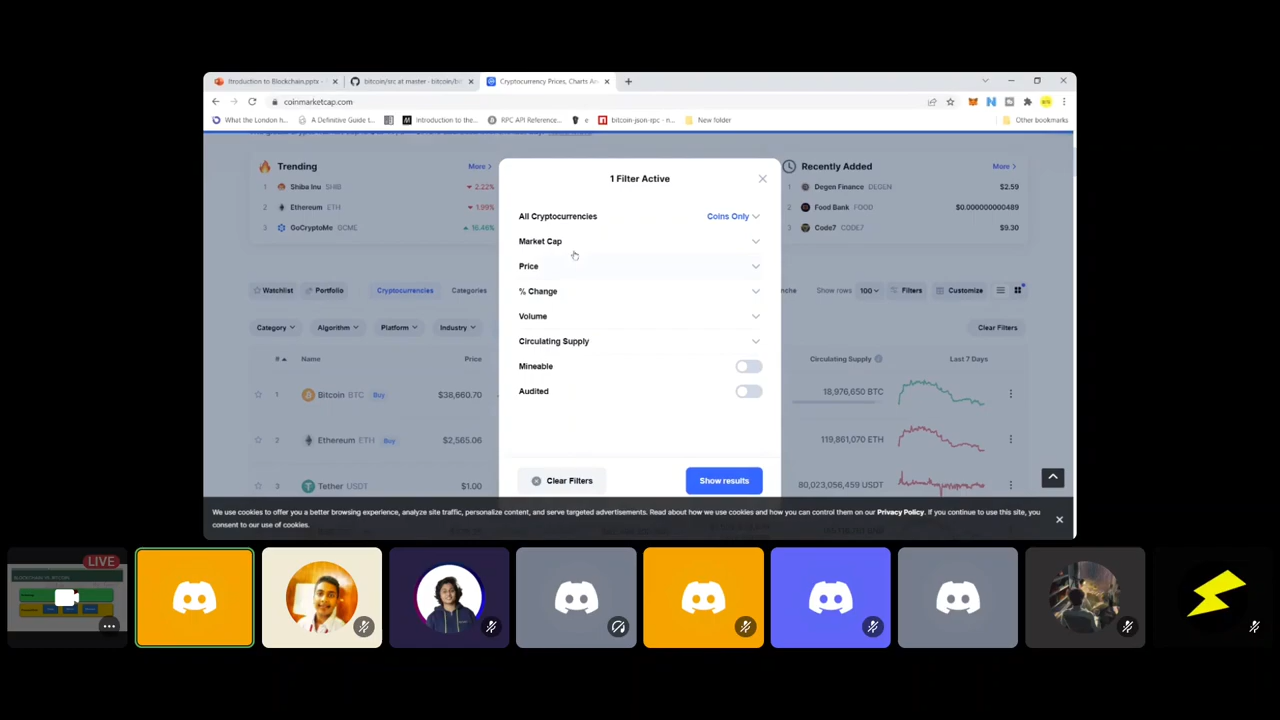 Itroduction to Blockchain.pptx -
bitcoin/src at master · bitcoin/bit
Cryptocurrency Prices, Charts An
coinmarketcap.com
What the London h...
A Definitive Guide t...
Introduction to the...
RPC API Reference...
e
bitcoin-json-rpc - n...
New folder
Other bookmarks
Trending
More >
1 Shiba Inu SHIB 2.22%
2 Ethereum ETH 1.99%
3 GoCryptoMe GCME 16.46%
Recently Added
More >
1 Degen Finance DEGEN $2.59
2 Food Bank FOOD $0.000000000489
3 Code7 CODE7 $9.30
1 Filter Active
All Cryptocurrencies Coins Only
Market Cap
Price
% Change
Volume
Circulating Supply
Mineable
Audited
Clear Filters
Show results
Watchlist Portfolio Cryptocurrencies Categories
Show rows 100 Filters Customize
Category Algorithm Platform Industry
Clear Filters
# Name Price Circulating Supply Last 7 Days
1 Bitcoin BTC Buy $38,660.70 18,976,650 BTC
2 Ethereum ETH Buy $2,565.06 119,861,070 ETH
3 Tether USDT $1.00 80,023,056,459 USDT
We use cookies to offer you a better browsing experience, analyze site traffic, personalize content, and serve targeted advertisements. Read about how we use cookies and how you can control them on our Privacy Policy. If you continue to use this site, you
consent to our use of cookies.
LIVE